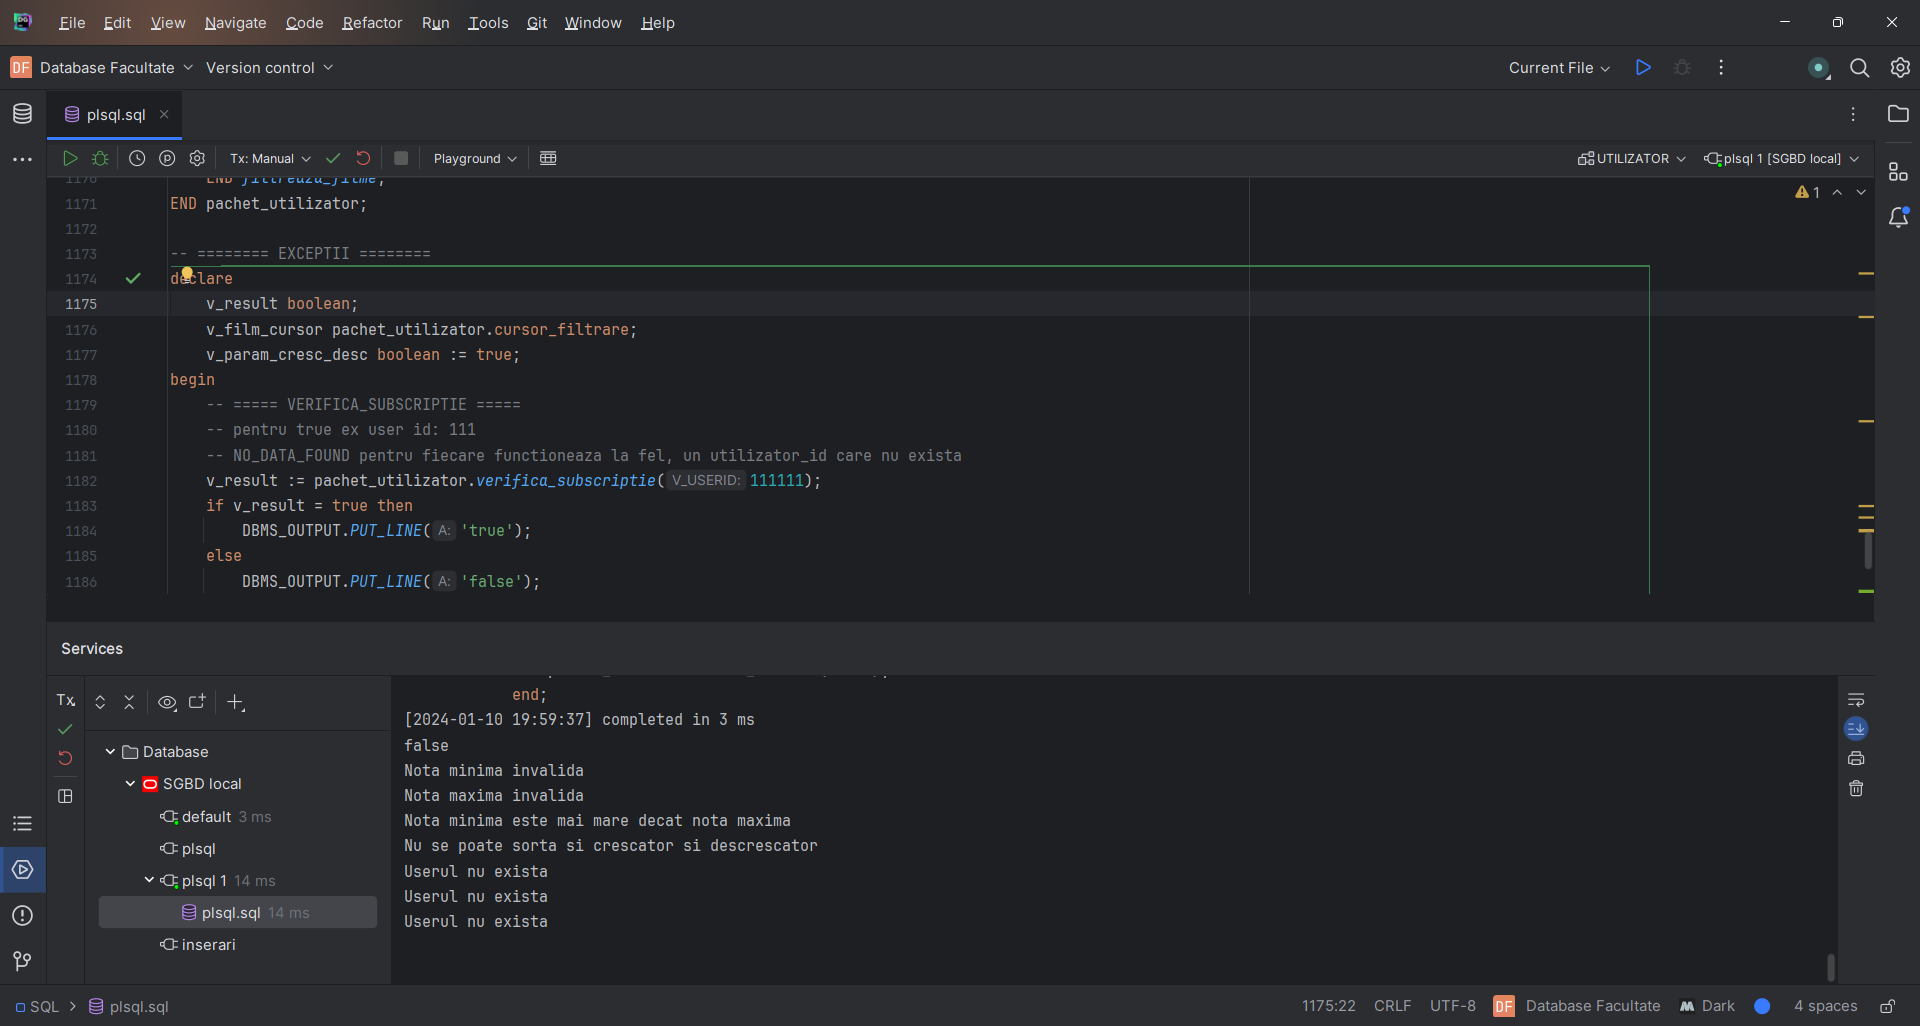 File Edit View Navigate Code Refactor Run Tools Git Window Help
DF Database Facultate Version control Current File
plsql.sql
Tx: Manual Playground UTILIZATOR plsql 1 [SGBD local]
1170 END filtreaza_filme;
1171 END pachet_utilizator; 1
1172
1173 -- ======== EXCEPTII ========
1174 declare
1175 v_result boolean;
1176 v_film_cursor pachet_utilizator.cursor_filtrare;
1177 v_param_cresc_desc boolean := true;
1178 begin
1179 -- ===== VERIFICA_SUBSCRIPTIE =====
1180 -- pentru true ex user id: 111
1181 -- NO_DATA_FOUND pentru fiecare functioneaza la fel, un utilizator_id care nu exista
1182 v_result := pachet_utilizator.verifica_subscriptie( V_USERID: 111111);
1183 if v_result = true then
1184 DBMS_OUTPUT.PUT_LINE( A: 'true');
1185 else
1186 DBMS_OUTPUT.PUT_LINE( A: 'false');
Services
Tx
Database
SGBD local
default 3 ms
plsql
plsql 1 14 ms
plsql.sql 14 ms
inserari
end;
[2024-01-10 19:59:37] completed in 3 ms
false
Nota minima invalida
Nota maxima invalida
Nota minima este mai mare decat nota maxima
Nu se poate sorta si crescator si descrescator
Userul nu exista
Userul nu exista
Userul nu exista
SQL plsql.sql 1175:22 CRLF UTF-8 DF Database Facultate Dark 4 spaces